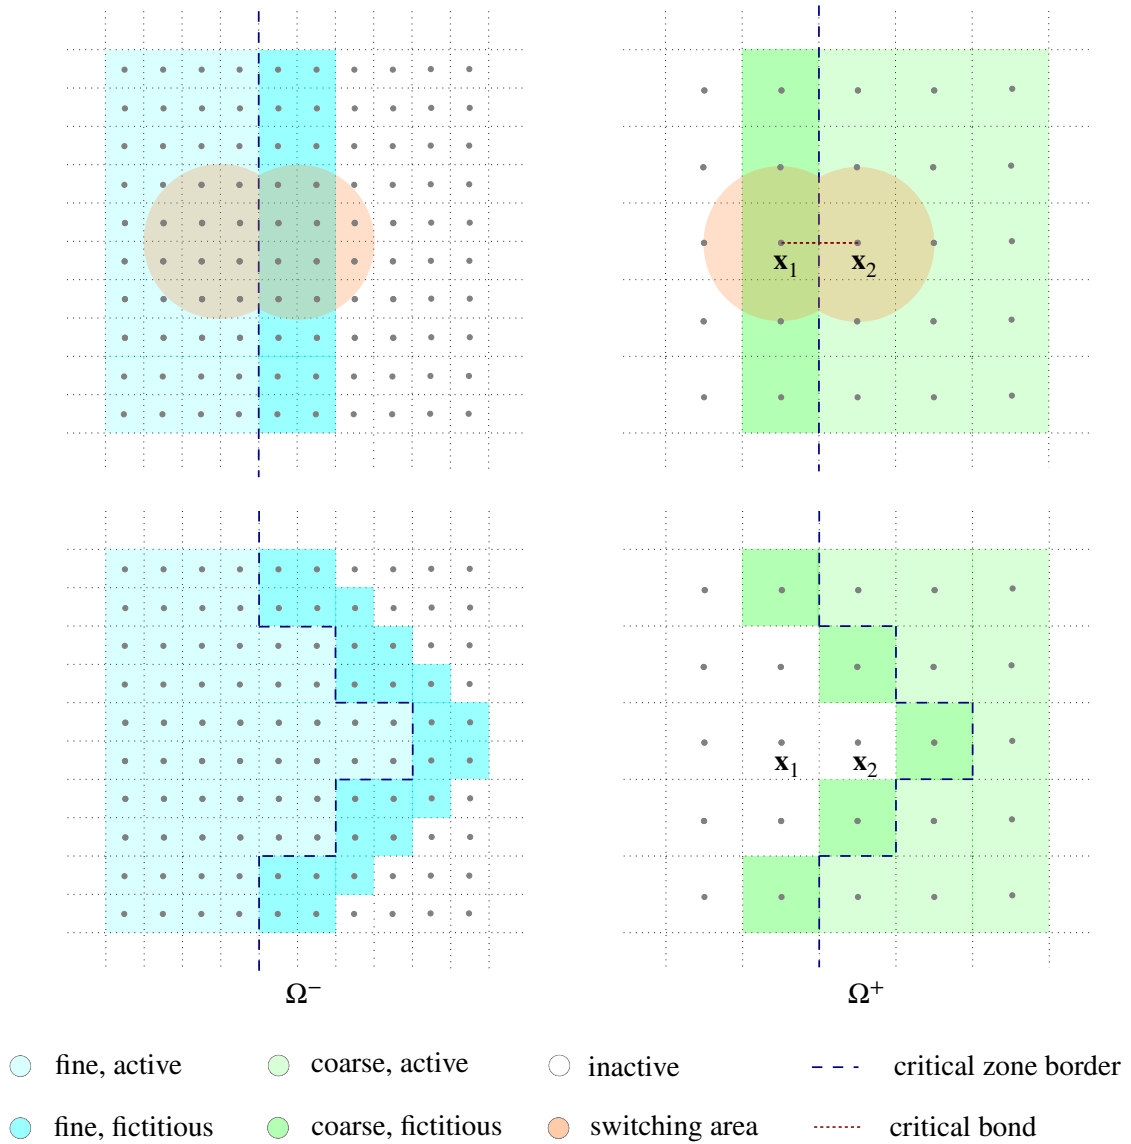 𝐱₁ 𝐱₂
𝐱₁ 𝐱₂
Ω⁻ Ω⁺
fine, active coarse, active inactive critical zone border
fine, fictitious coarse, fictitious switching area critical bond